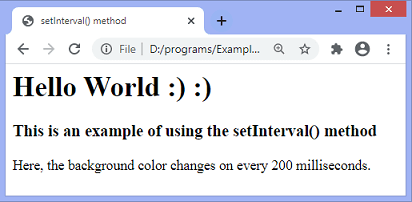 setInterval() method
File | D:/programs/Exampl...
Hello World :) :)
This is an example of using the setInterval() method
Here, the background color changes on every 200 milliseconds.